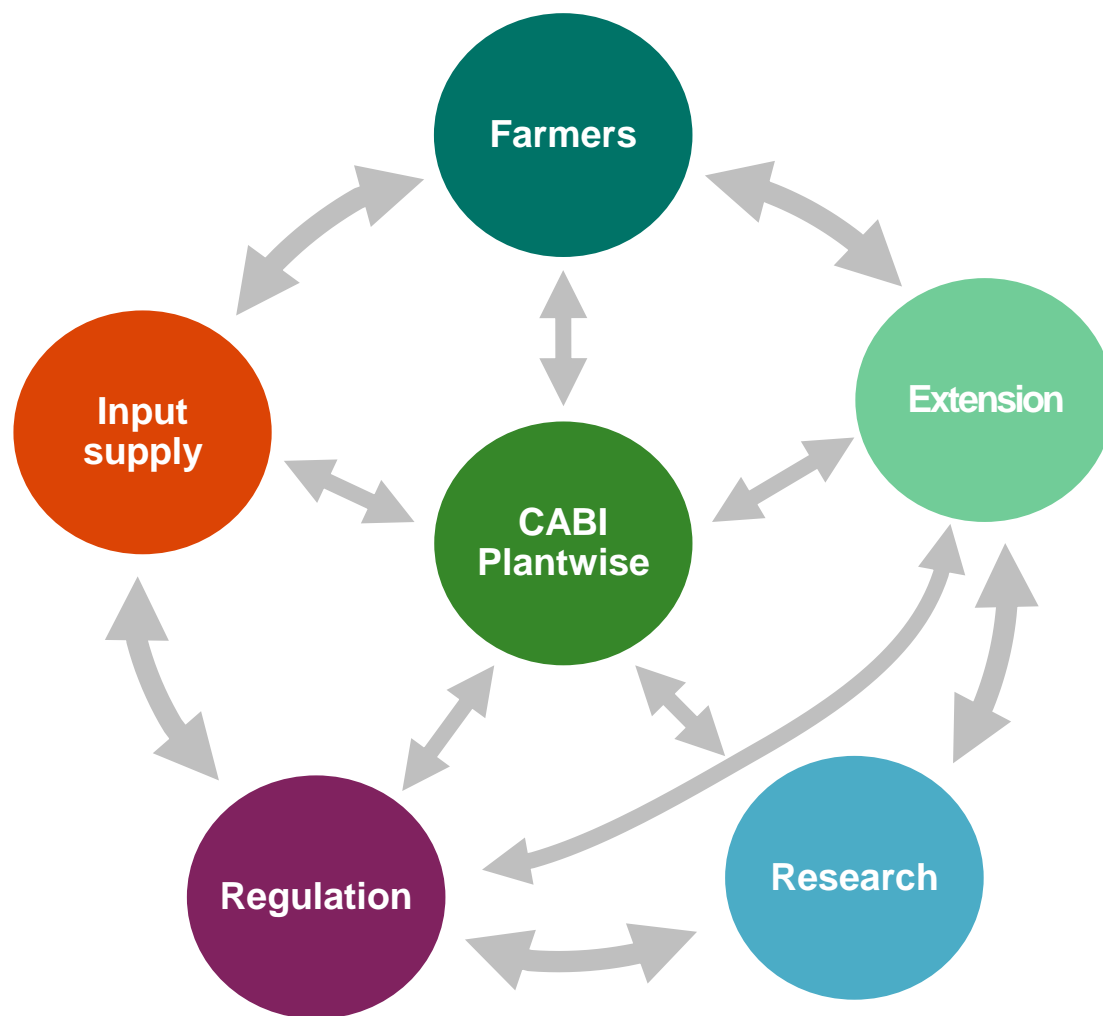 Farmers
Input
supply
Extension
CABI
Plantwise
Regulation
Research